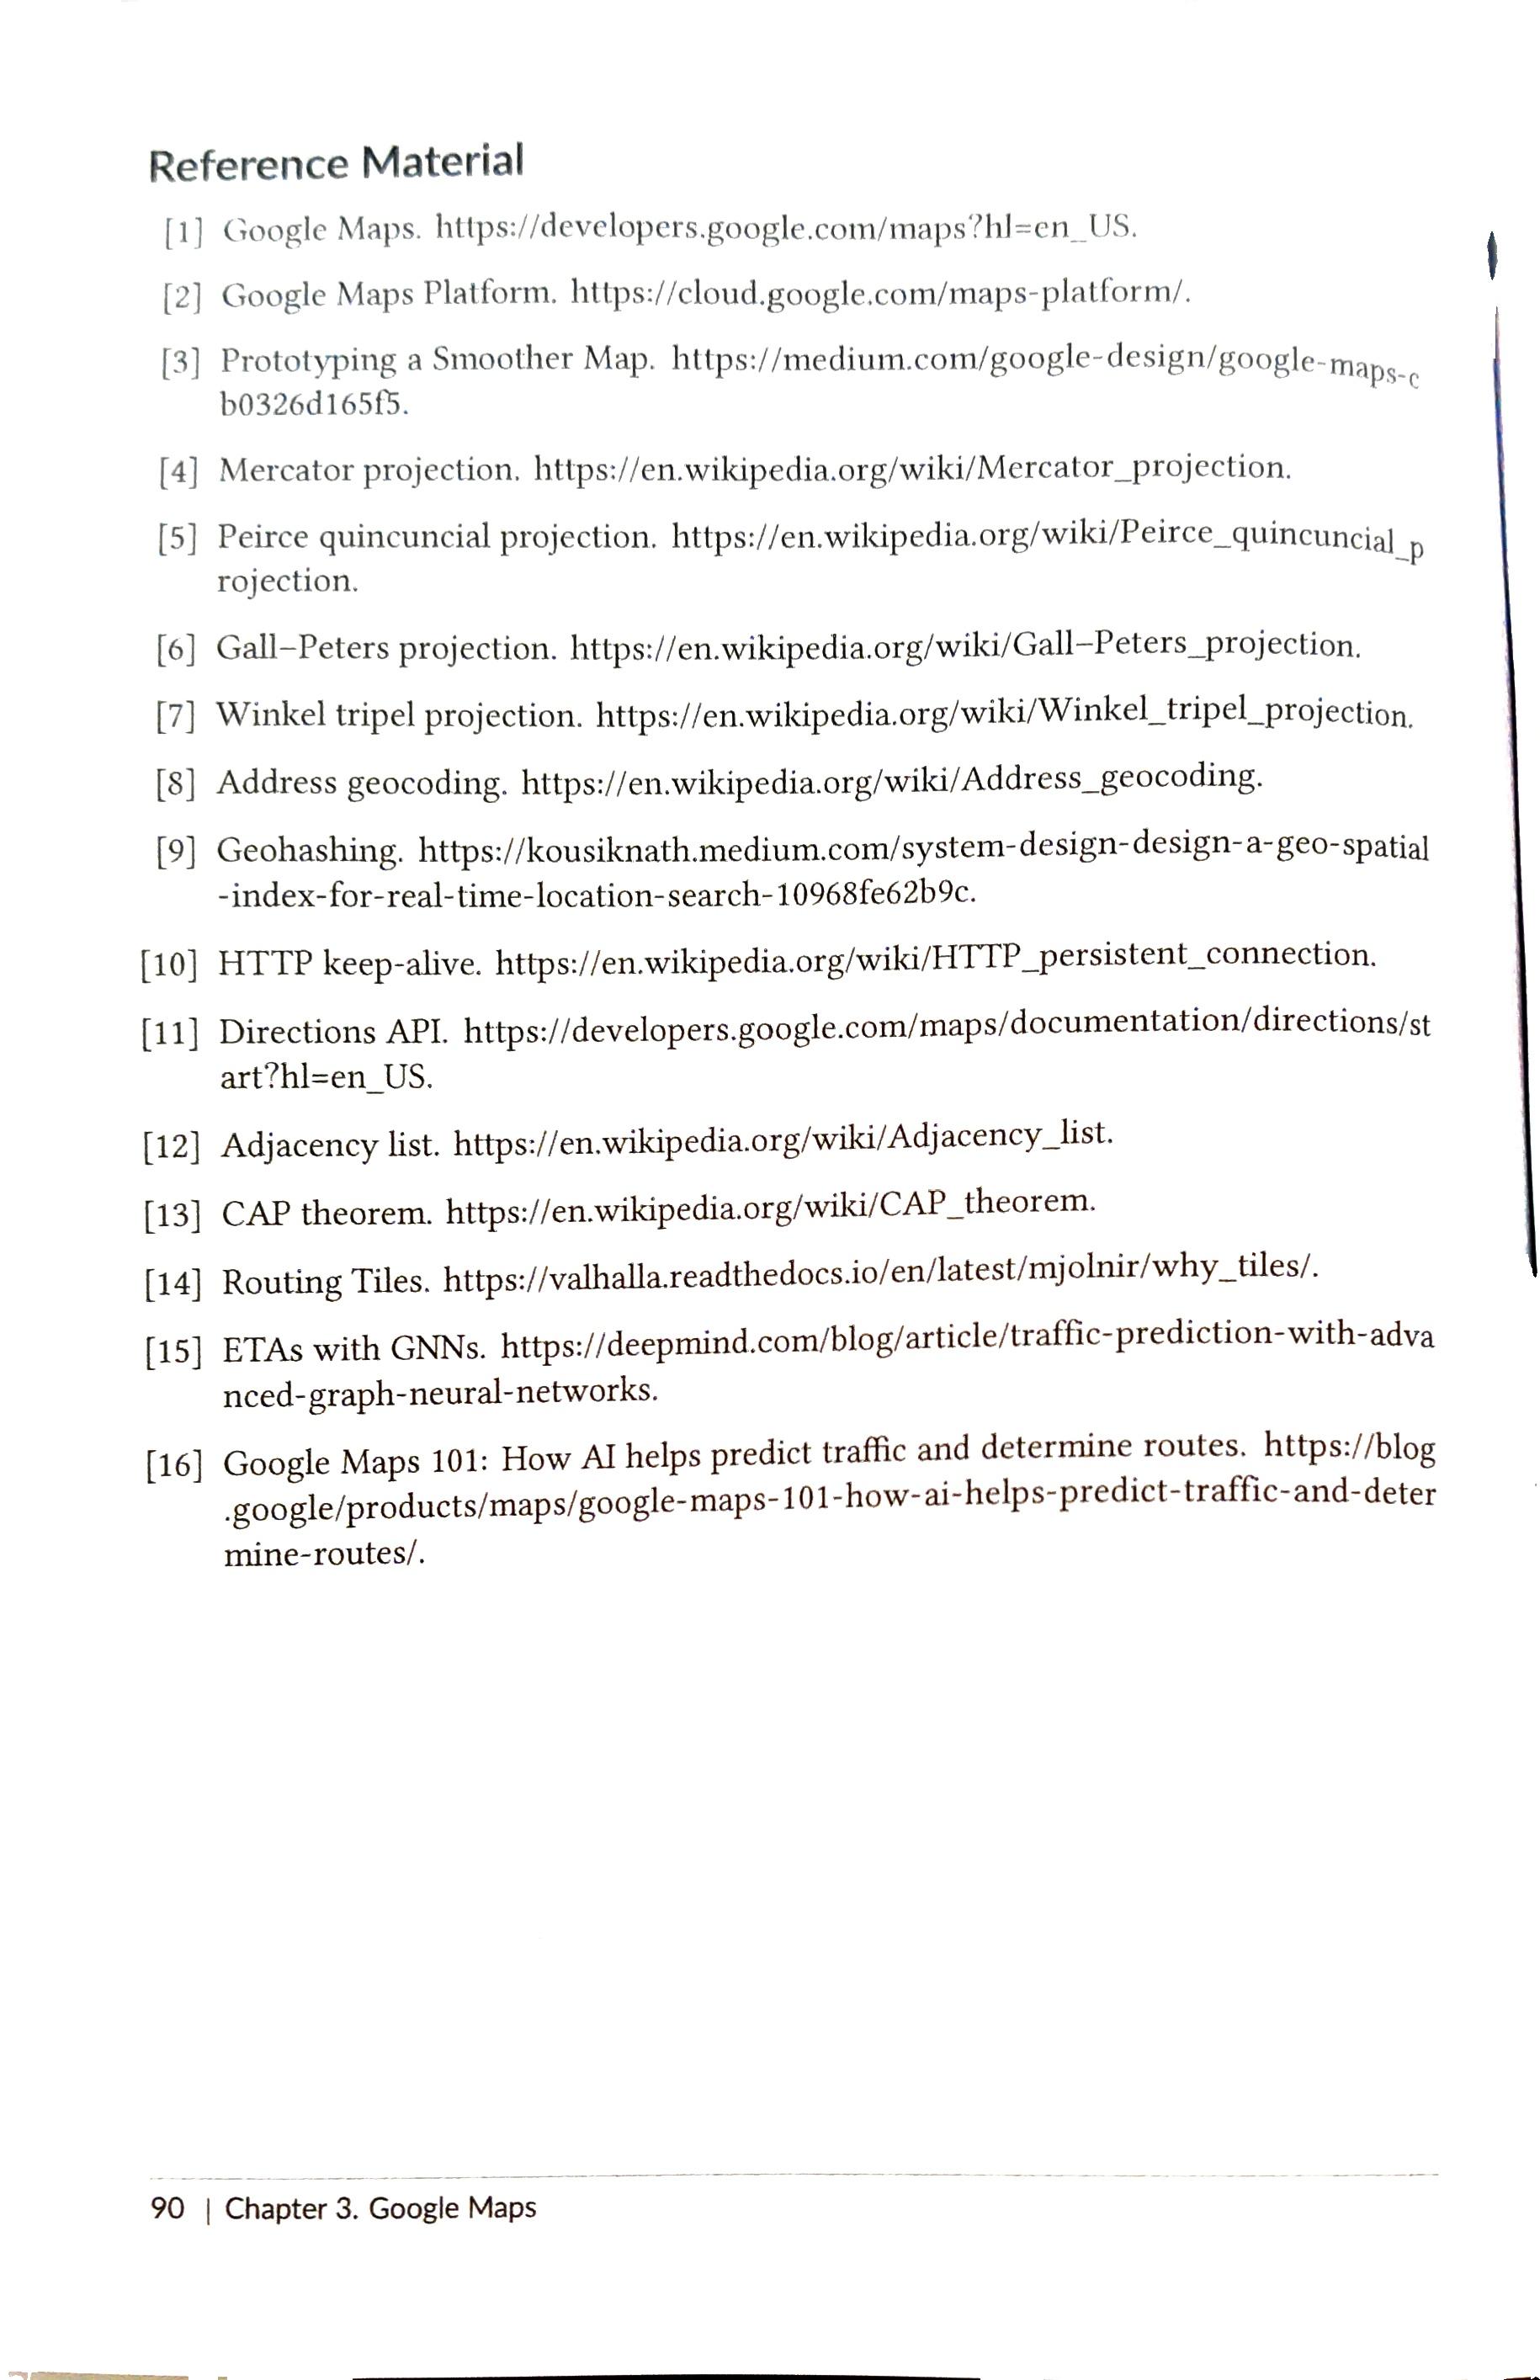 Reference Material
[1] Google Maps. https://developers.google.com/maps?hl=en_US.
[2] Google Maps Platform. https://cloud.google.com/maps-platform/.
[3] Prototyping a Smoother Map. https://medium.com/google-design/google-maps-c
b0326d165f5.
[4] Mercator projection. https://en.wikipedia.org/wiki/Mercator_projection.
[5] Peirce quincuncial projection. https://en.wikipedia.org/wiki/Peirce_quincuncial_p
rojection.
[6] Gall–Peters projection. https://en.wikipedia.org/wiki/Gall–Peters_projection.
[7] Winkel tripel projection. https://en.wikipedia.org/wiki/Winkel_tripel_projection.
[8] Address geocoding. https://en.wikipedia.org/wiki/Address_geocoding.
[9] Geohashing. https://kousiknath.medium.com/system-design-design-a-geo-spatial
-index-for-real-time-location-search-10968fe62b9c.
[10] HTTP keep-alive. https://en.wikipedia.org/wiki/HTTP_persistent_connection.
[11] Directions API. https://developers.google.com/maps/documentation/directions/st
art?hl=en_US.
[12] Adjacency list. https://en.wikipedia.org/wiki/Adjacency_list.
[13] CAP theorem. https://en.wikipedia.org/wiki/CAP_theorem.
[14] Routing Tiles. https://valhalla.readthedocs.io/en/latest/mjolnir/why_tiles/.
[15] ETAs with GNNs. https://deepmind.com/blog/article/traffic-prediction-with-adva
nced-graph-neural-networks.
[16] Google Maps 101: How AI helps predict traffic and determine routes. https://blog
.google/products/maps/google-maps-101-how-ai-helps-predict-traffic-and-deter
mine-routes/.
90 | Chapter 3. Google Maps